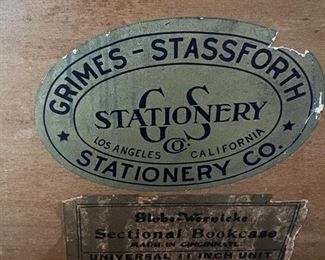 GRIMES-STASSFORTH
G S
STATIONERY
CO.
LOS ANGELES CALIFORNIA
STATIONERY CO.
Globe-Wernicke
Sectional Bookcase
MADE IN CINCINNATI
UNIVERSAL 11 INCH UNIT